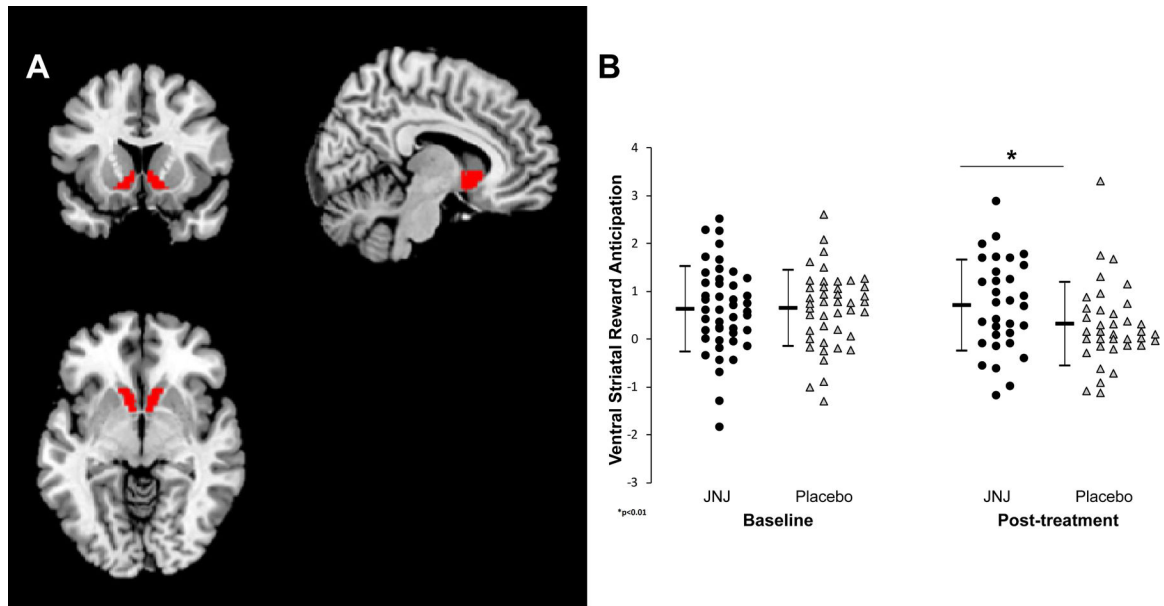 A
B
Ventral Striatal Reward Anticipation
4
3
2
1
0
-1
-2
-3
*
JNJ
Placebo
JNJ
Placebo
*p<0.01
Baseline
Post-treatment